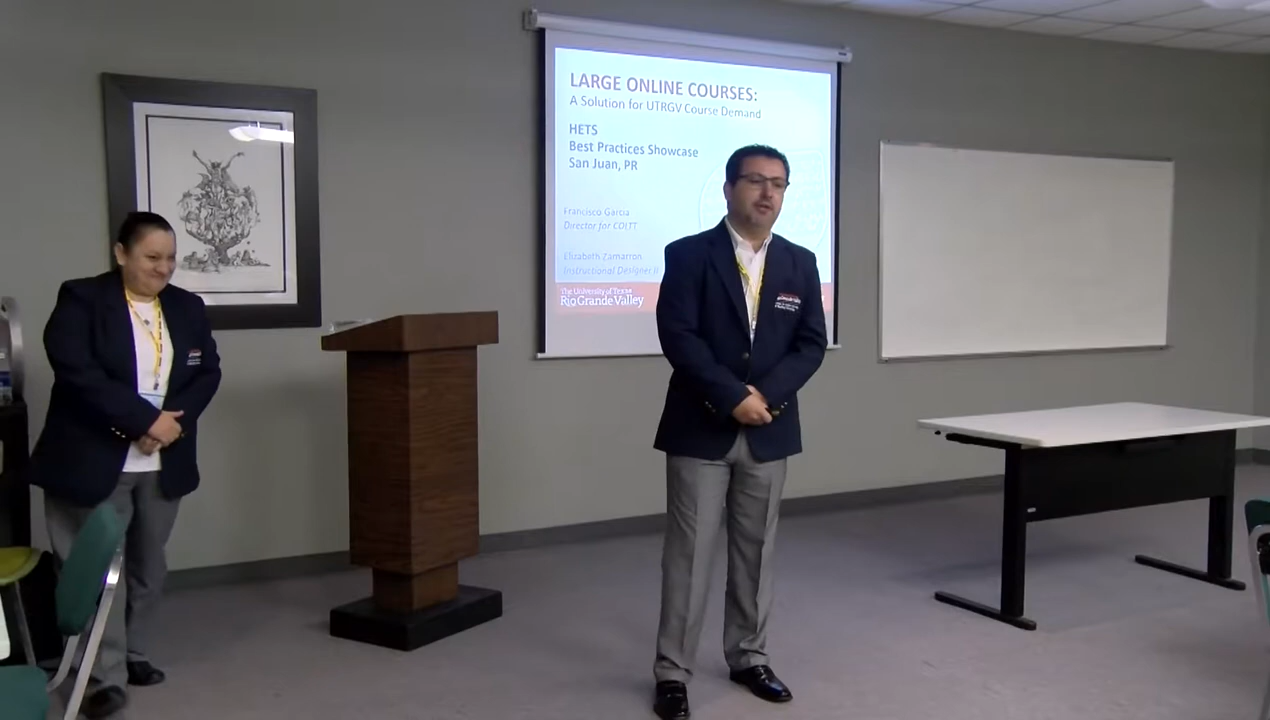 LARGE ONLINE COURSES:
A Solution for UTRGV Course Demand
HETS
Best Practices Showcase
San Juan, PR
Francisco Garcia
Director for COLTT
Elizabeth Zamarron
Instructional Designer II
The University of Texas
Rio Grande Valley